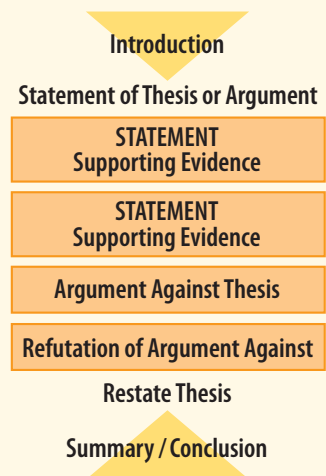 Introduction
Statement of Thesis or Argument
STATEMENT
Supporting Evidence
STATEMENT
Supporting Evidence
Argument Against Thesis
Refutation of Argument Against
Restate Thesis
Summary / Conclusion